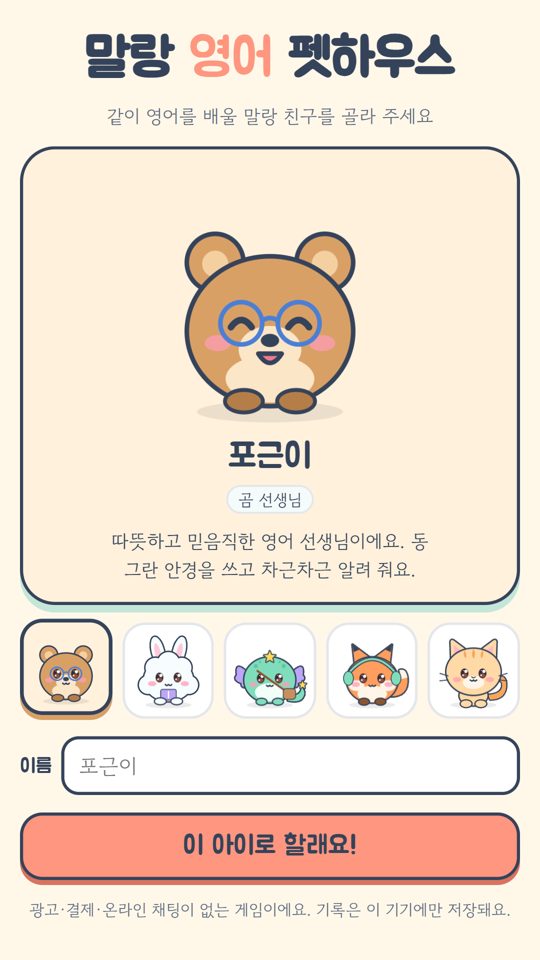 말랑 영어 펫하우스
같이 영어를 배울 말랑 친구를 골라 주세요
포근이
곰 선생님
따뜻하고 믿음직한 영어 선생님이에요. 동
그란 안경을 쓰고 차근차근 알려 줘요.
이름
포근이
이 아이로 할래요!
광고·결제·온라인 채팅이 없는 게임이에요. 기록은 이 기기에만 저장돼요.